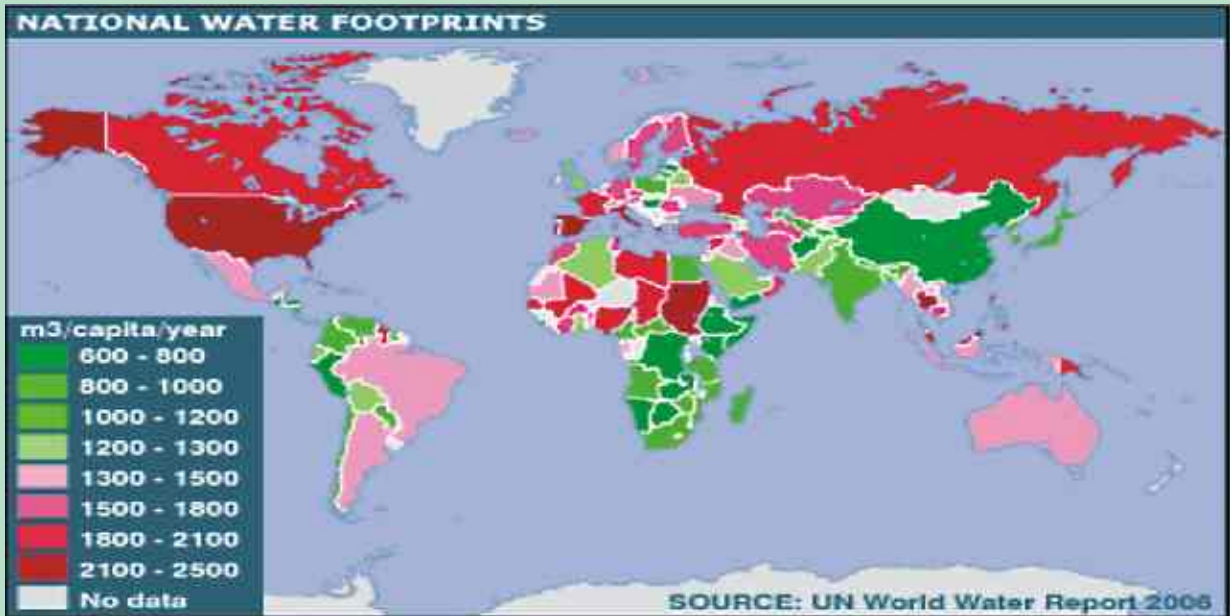 NATIONAL WATER FOOTPRINTS
m3/capita/year
600 - 800
800 - 1000
1000 - 1200
1200 - 1300
1300 - 1500
1500 - 1800
1800 - 2100
2100 - 2500
No data
SOURCE: UN World Water Report 2006